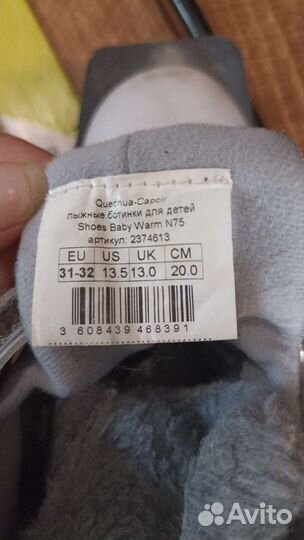 Quechua-Capcir
лыжные ботинки для детей
Shoes Baby Warm N75
артикул: 2374613
EU US UK CM
31-32 13.5 13.0 20.0
3 608439 468391
Avito